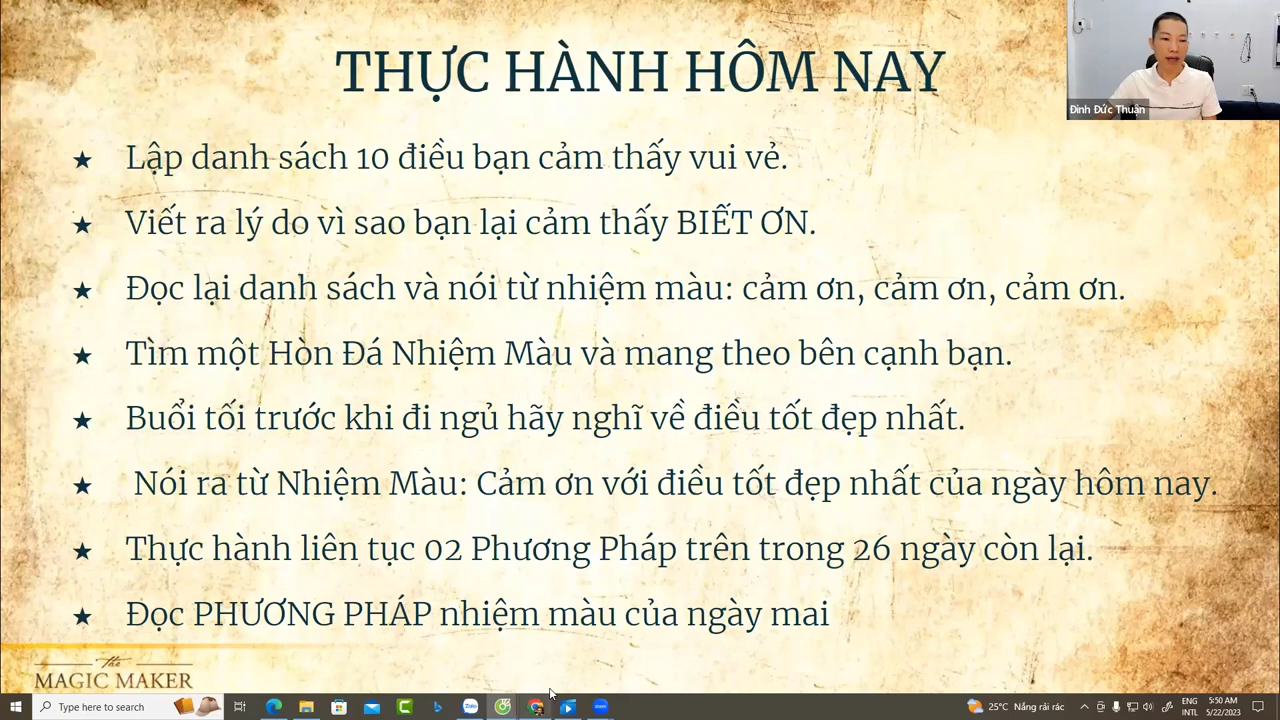 THỰC HÀNH HÔM NAY
Đinh Đức Thuận
★ Lập danh sách 10 điều bạn cảm thấy vui vẻ.
★ Viết ra lý do vì sao bạn lại cảm thấy BIẾT ƠN.
★ Đọc lại danh sách và nói từ nhiệm màu: cảm ơn, cảm ơn, cảm ơn.
★ Tìm một Hòn Đá Nhiệm Màu và mang theo bên cạnh bạn.
★ Buổi tối trước khi đi ngủ hãy nghĩ về điều tốt đẹp nhất.
★ Nói ra từ Nhiệm Màu: Cảm ơn với điều tốt đẹp nhất của ngày hôm nay.
★ Thực hành liên tục 02 Phương Pháp trên trong 26 ngày còn lại.
★ Đọc PHƯƠNG PHÁP nhiệm màu của ngày mai
the
MAGIC MAKER
Type here to search
Zalo
zoom
25°C Nắng rải rác
ENG
INTL
5:50 AM
5/22/2023